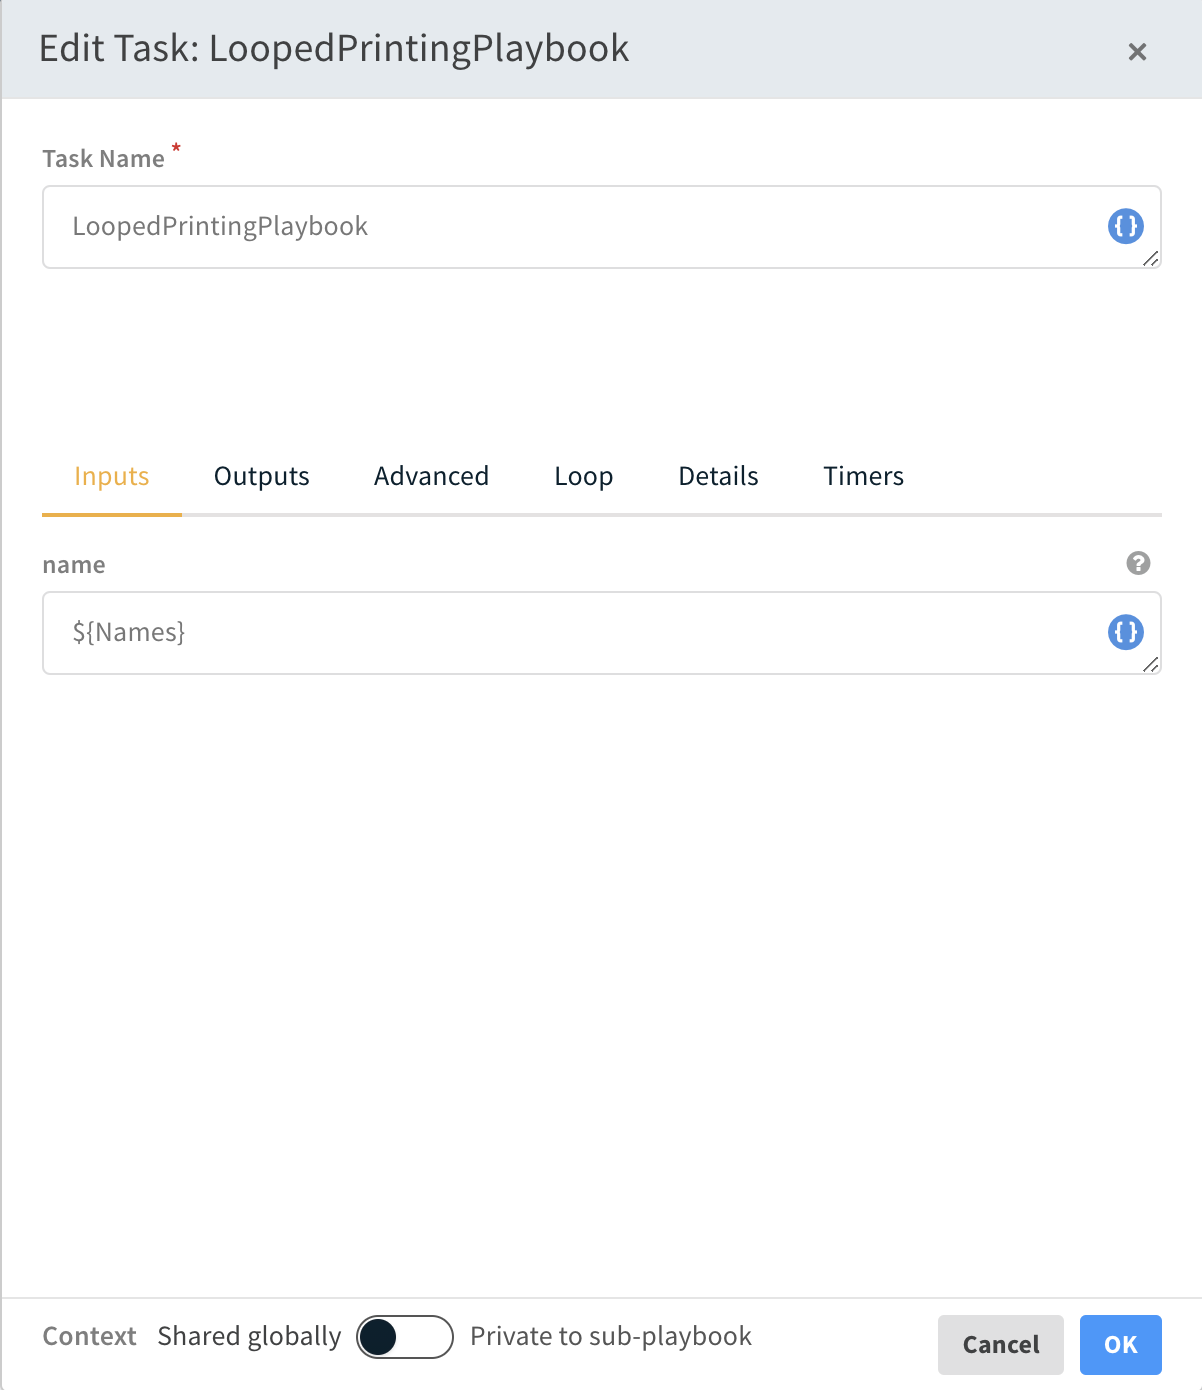 Edit Task: LoopedPrintingPlaybook ×
Task Name *
LoopedPrintingPlaybook {}
Inputs Outputs Advanced Loop Details Timers
name ?
${Names} {}
Context Shared globally Private to sub-playbook Cancel OK